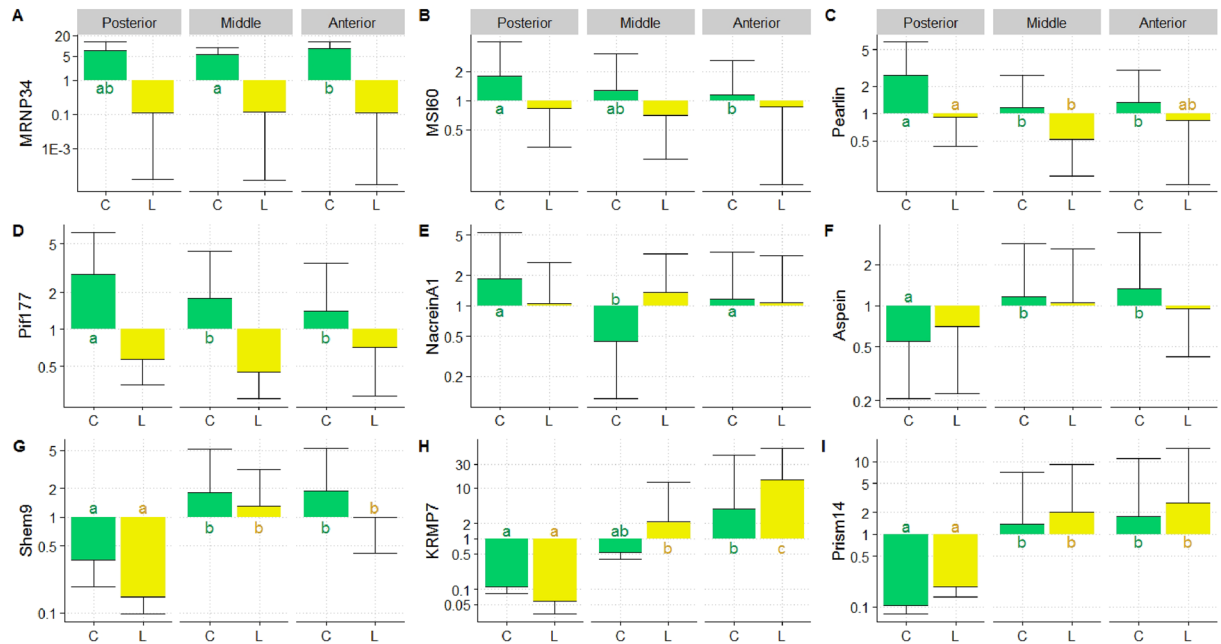 A Posterior Middle Anterior
MRNP34
20
5
1
0.1
1E-3
ab a b
C L C L C L
B Posterior Middle Anterior
MSI60
2
1
0.5
a ab b
C L C L C L
C Posterior Middle Anterior
Pearlin
5
2
1
0.5
a b ab
a b b
C L C L C L
D
Pif177
5
2
1
0.5
a b b
C L C L C L
E
NacreinA1
5
2
1
0.5
0.2
b
a a
C L C L C L
F
Aspein
2
1
0.5
0.2
a
b b
C L C L C L
G
Shem9
5
2
1
0.5
0.1
a a b
b b b
C L C L C L
H
KRMP7
30
10
2
1
0.5
0.1
0.05
a a ab
b b c
C L C L C L
I
Prism14
10
5
2
1
0.1
a a
b b b b
C L C L C L